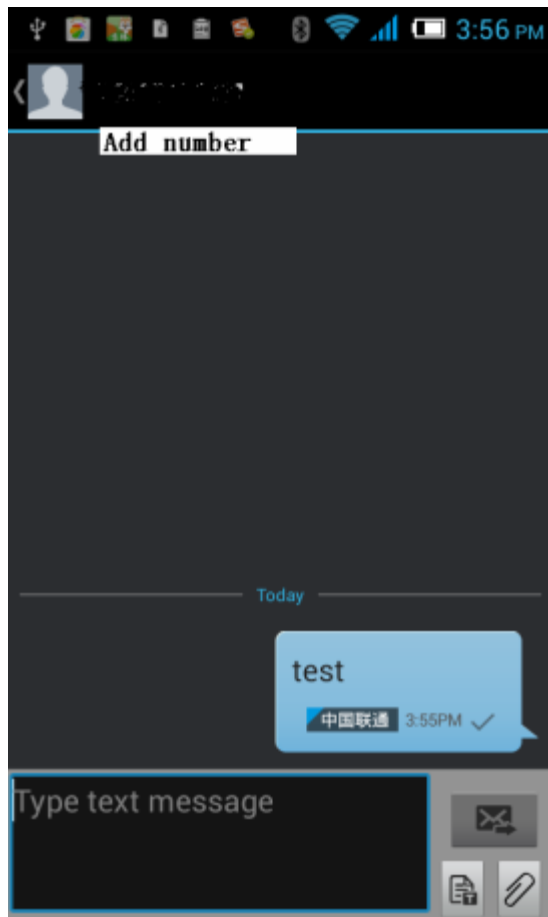 3:56 PM
Add number
Today
test
中国联通 3:55PM
Type text message